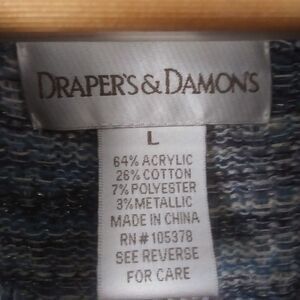 DRAPER'S & DAMON'S
L
64% ACRYLIC
26% COTTON
7% POLYESTER
3% METALLIC
MADE IN CHINA
RN # 105378
SEE REVERSE
FOR CARE